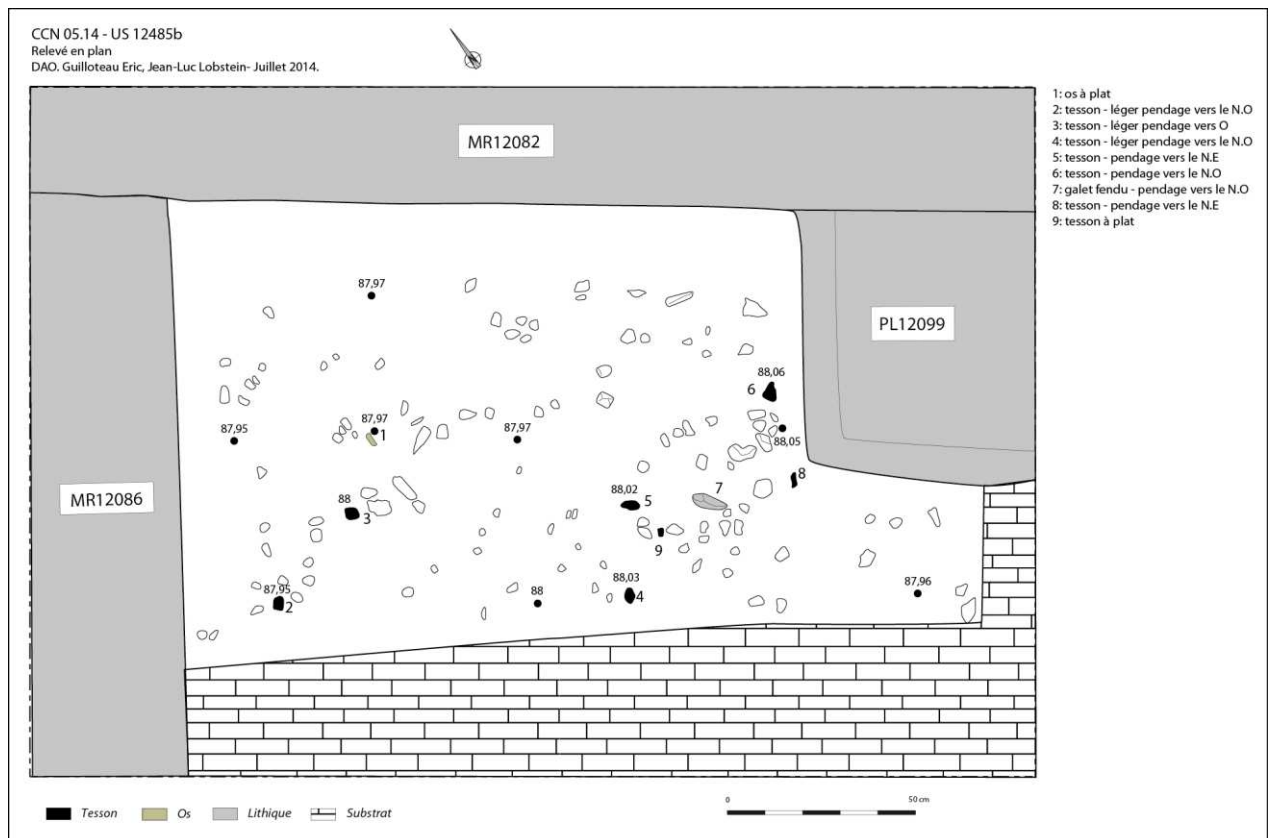 CCN 05.14 - US 12485b
Relevé en plan
DAO. Guilloteau Eric, Jean-Luc Lobstein- Juillet 2014.
1: os à plat
2: tesson - léger pendage vers le N.O
3: tesson - léger pendage vers O
4: tesson - léger pendage vers le N.O
5: tesson - pendage vers le N.E
6: tesson - pendage vers le N.O
7: galet fendu - pendage vers le N.O
8: tesson - pendage vers le N.E
9: tesson à plat
MR12082
87,97
PL12099
88,06
6
87,97
1
87,95
87,97
88,05
8
7
MR12086
88
3
88,02
5
9
87,95
2
88
88,03
4
87,96
0 50 cm
Tesson Os Lithique Substrat